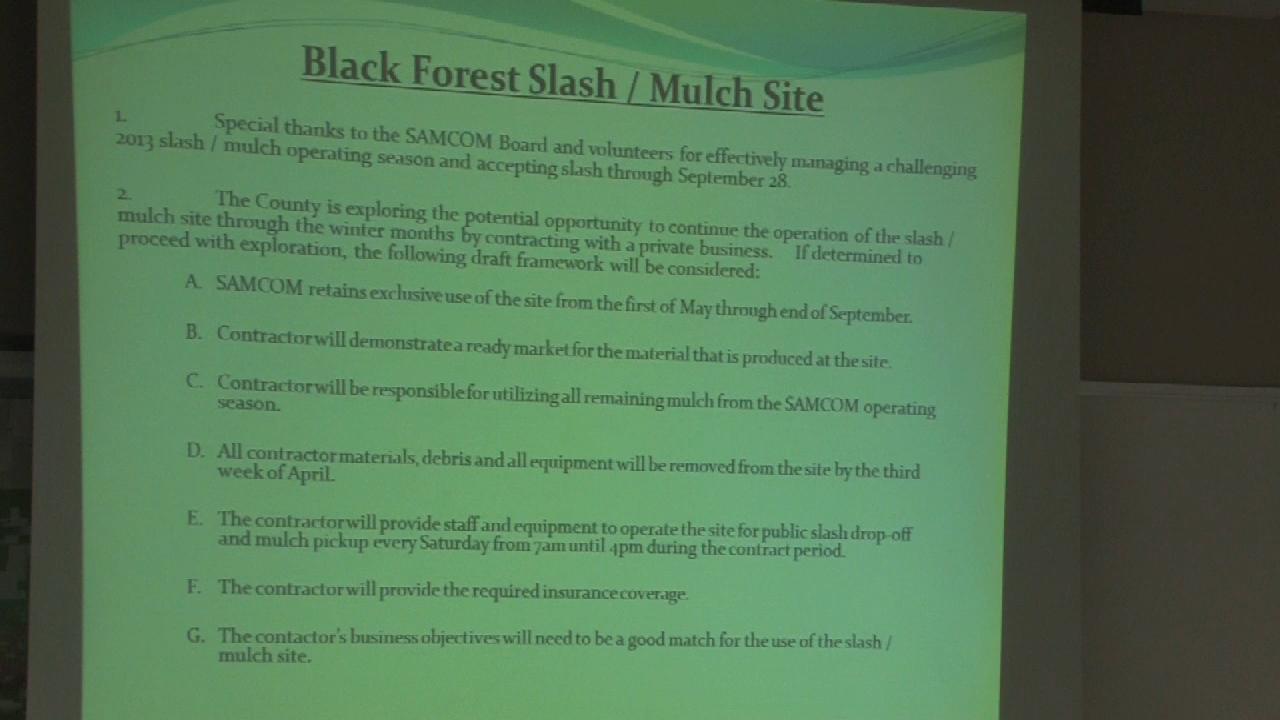 Black Forest Slash / Mulch Site
1. Special thanks to the SAMCOM Board and volunteers for effectively managing a challenging
2013 slash / mulch operating season and accepting slash through September 28.
2. The County is exploring the potential opportunity to continue the operation of the slash /
mulch site through the winter months by contracting with a private business. If determined to
proceed with exploration, the following draft framework will be considered:
A. SAMCOM retains exclusive use of the site from the first of May through end of September.
B. Contractor will demonstrate a ready market for the material that is produced at the site.
C. Contractor will be responsible for utilizing all remaining mulch from the SAMCOM operating
season.
D. All contractor materials, debris and all equipment will be removed from the site by the third
week of April.
E. The contractor will provide staff and equipment to operate the site for public slash drop-off
and mulch pickup every Saturday from 7am until 4pm during the contract period.
F. The contractor will provide the required insurance coverage.
G. The contactor's business objectives will need to be a good match for the use of the slash /
mulch site.